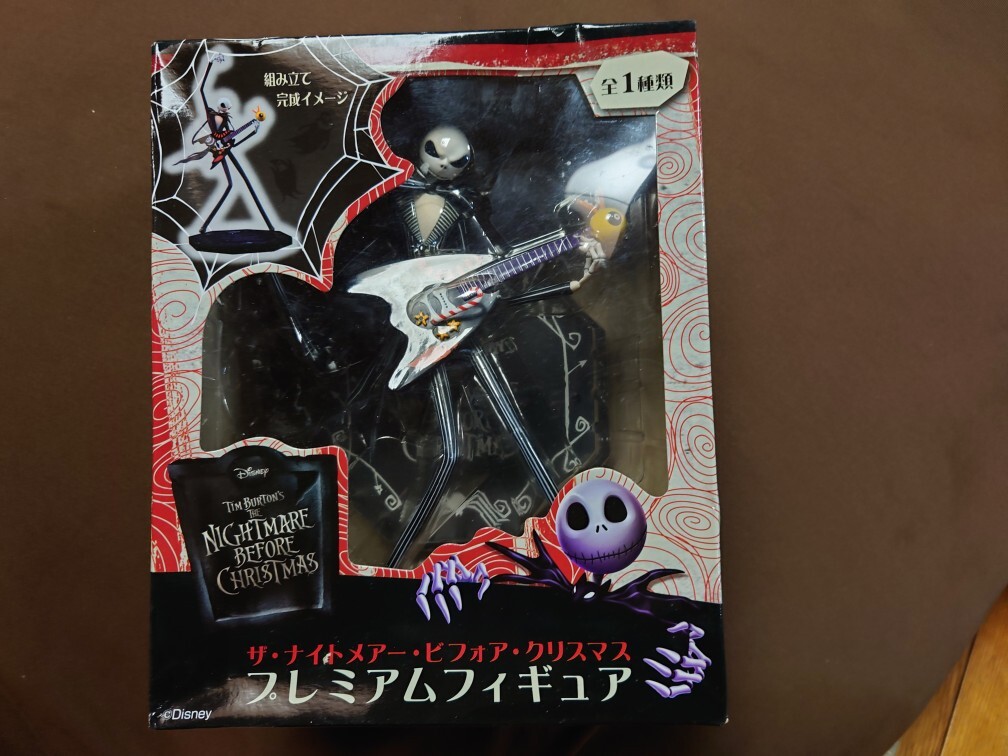 組み立て
完成イメージ
全1種類
Disney
TIM BURTON'S
THE
NIGHTMARE
BEFORE
CHRISTMAS
ザ・ナイトメアー・ビフォア・クリスマス
プレミアムフィギュア
©Disney